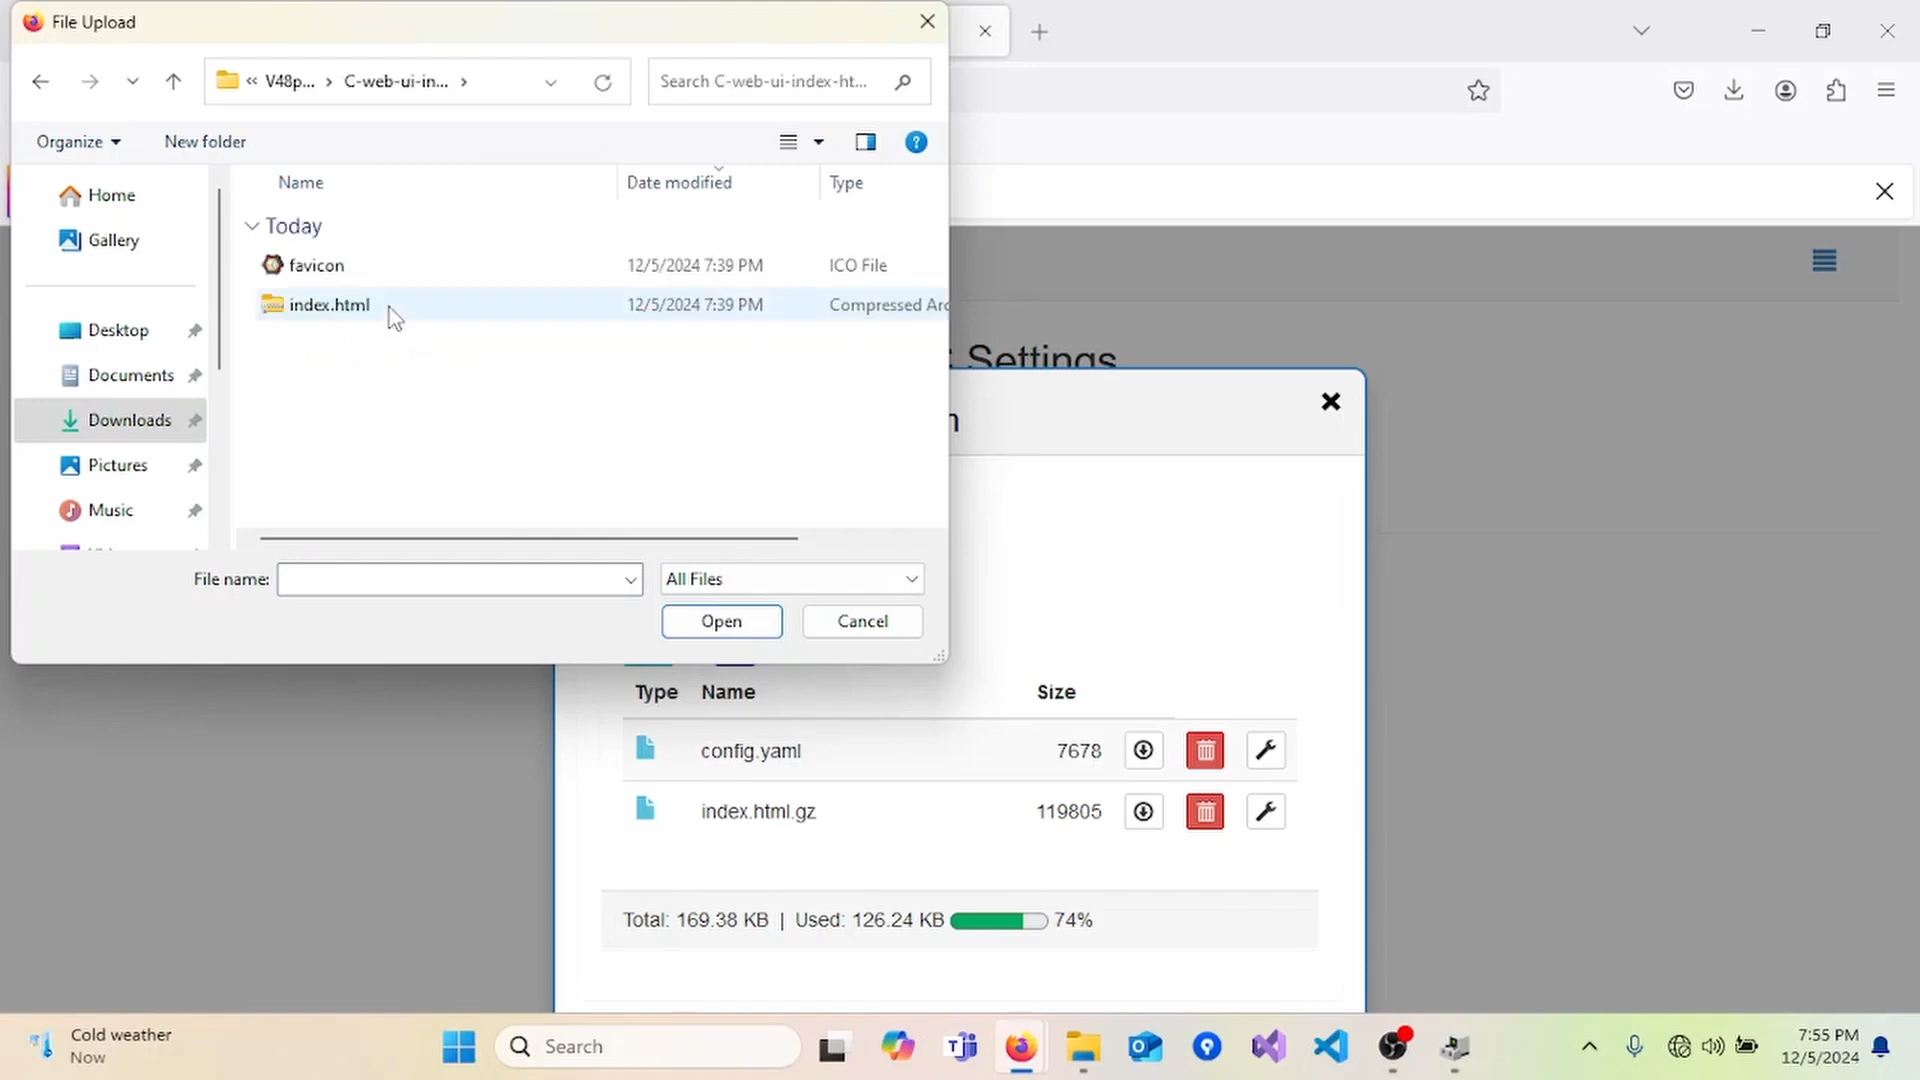 File Upload
« V48p... > C-web-ui-in... >
Search C-web-ui-index-ht...
Organize
New folder
Name
Date modified
Type
Home
Gallery
Desktop
Documents
Downloads
Pictures
Music
Today
favicon
12/5/2024 7:39 PM
ICO File
index.html
12/5/2024 7:39 PM
Compressed Arc
File name:
All Files
Open
Cancel
Settings
Type
Name
Size
config.yaml
7678
index.html.gz
119805
Total: 169.38 KB | Used: 126.24 KB
74%
Cold weather
Now
Search
7:55 PM
12/5/2024